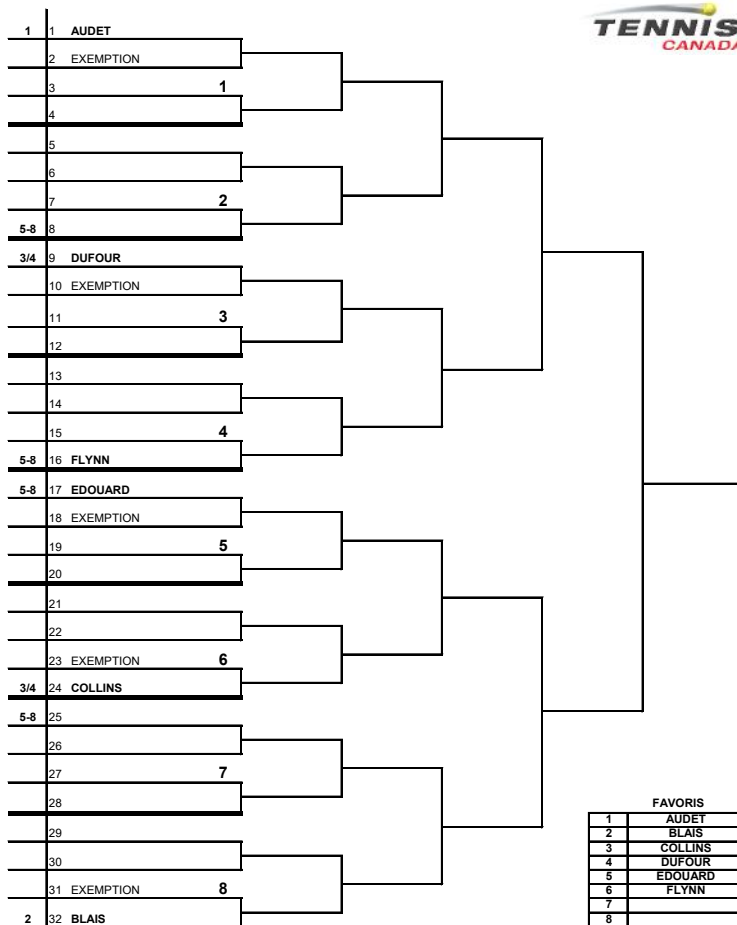 TENNIS
CANADA
1 1 AUDET
2 EXEMPTION
3 1
4
5
6
7 2
5-8 8
3/4 9 DUFOUR
10 EXEMPTION
11 3
12
13
14
15 4
5-8 16 FLYNN
5-8 17 EDOUARD
18 EXEMPTION
19 5
20
21
22
23 EXEMPTION 6
3/4 24 COLLINS
5-8 25
26
27 7
28
29
30
31 EXEMPTION 8
2 32 BLAIS
FAVORIS
1 AUDET
2 BLAIS
3 COLLINS
4 DUFOUR
5 EDOUARD
6 FLYNN
7
8